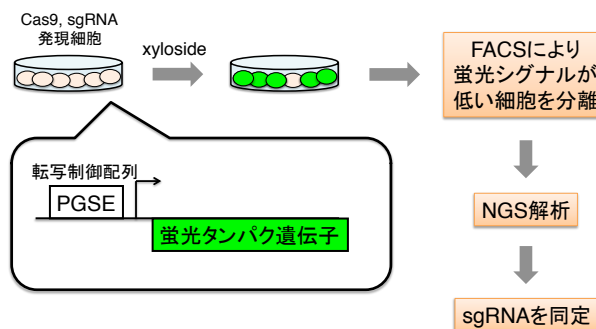 Cas9, sgRNA
発現細胞
xyloside
FACSにより
蛍光シグナルが
低い細胞を分離
転写制御配列
PGSE
蛍光タンパク遺伝子
NGS解析
sgRNAを同定